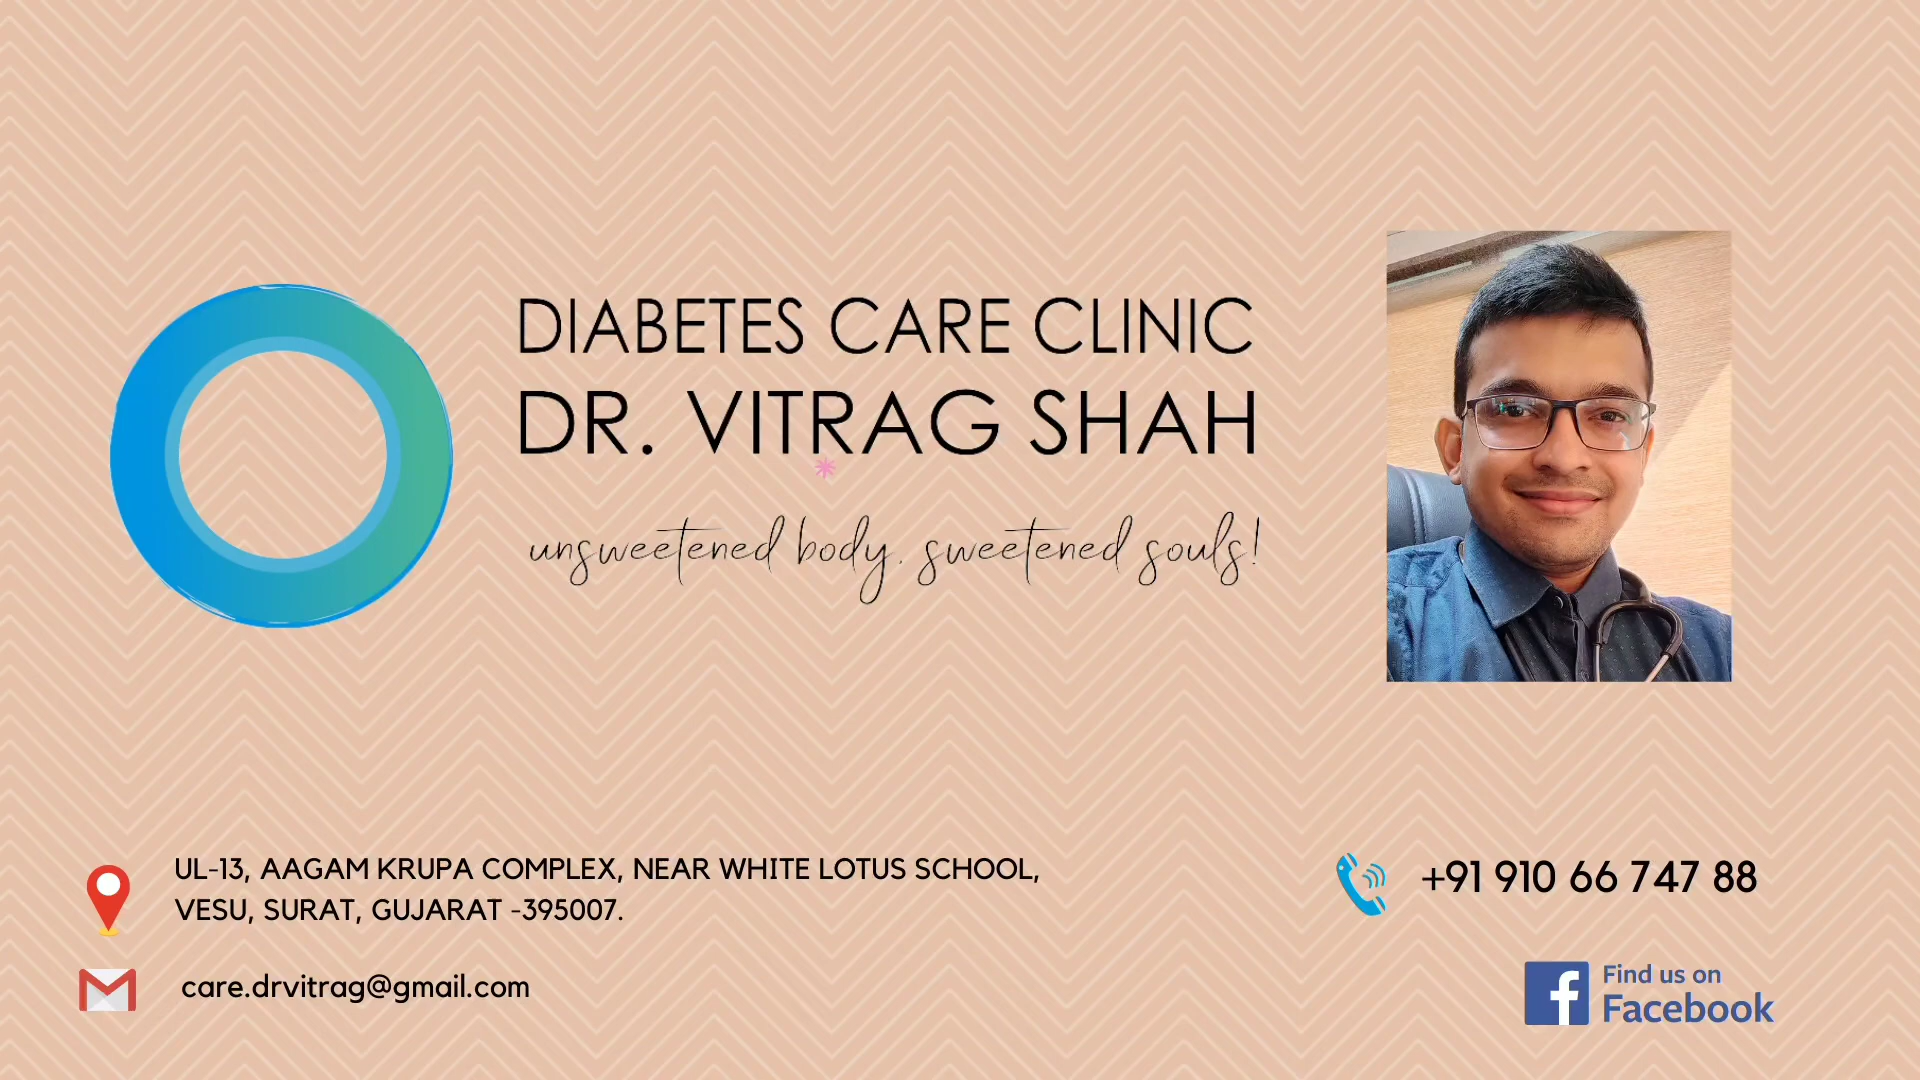 DIABETES CARE CLINIC
DR. VITRAG SHAH
unsweetened body. sweetened souls!
UL-13, AAGAM KRUPA COMPLEX, NEAR WHITE LOTUS SCHOOL,
VESU, SURAT, GUJARAT -395007.
care.drvitrag@gmail.com
+91 910 66 747 88
Find us on
Facebook